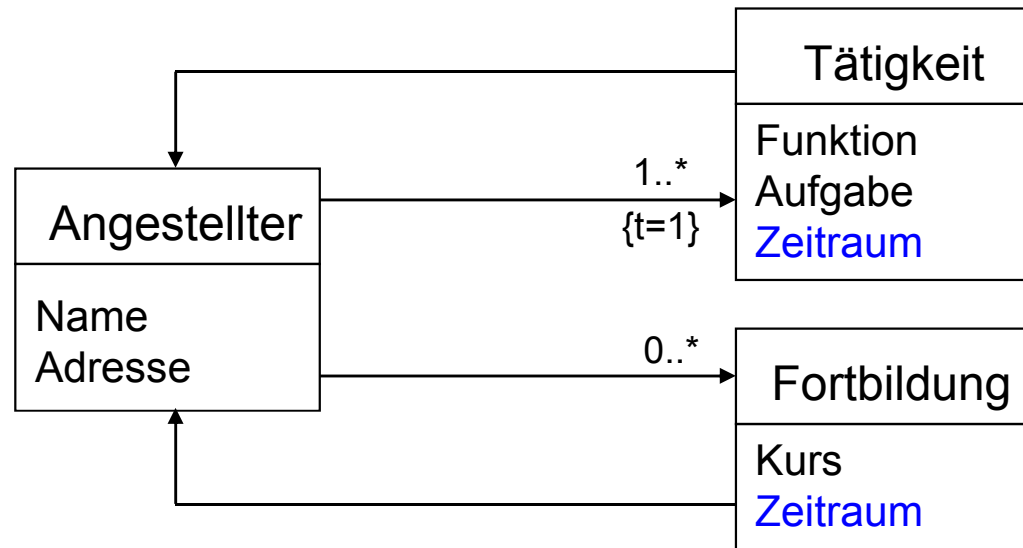 Tätigkeit
Funktion
Aufgabe
Zeitraum
1..*
{t=1}
Angestellter
Name
Adresse
0..*
Fortbildung
Kurs
Zeitraum